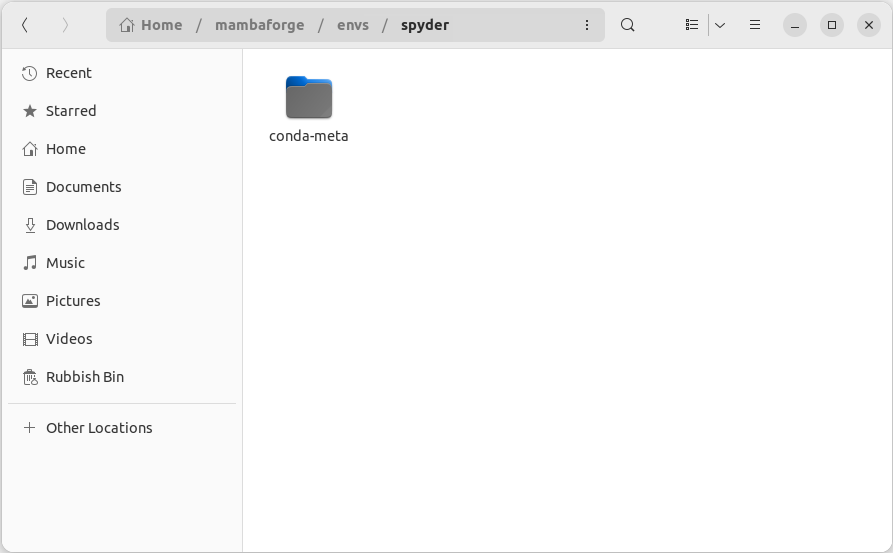 Home / mambaforge / envs / spyder
Recent
Starred
Home
Documents
Downloads
Music
Pictures
Videos
Rubbish Bin
Other Locations
conda-meta